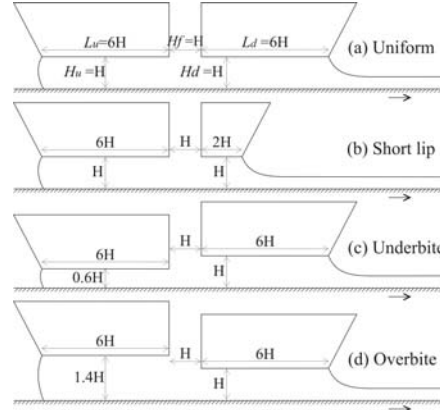 Lu=6H Hf=H Ld=6H
(a) Uniform
Hu=H Hd=H
6H H 2H
(b) Short lip
H H
6H H 6H
(c) Underbite
0.6H H
6H H 6H
(d) Overbite
1.4H H